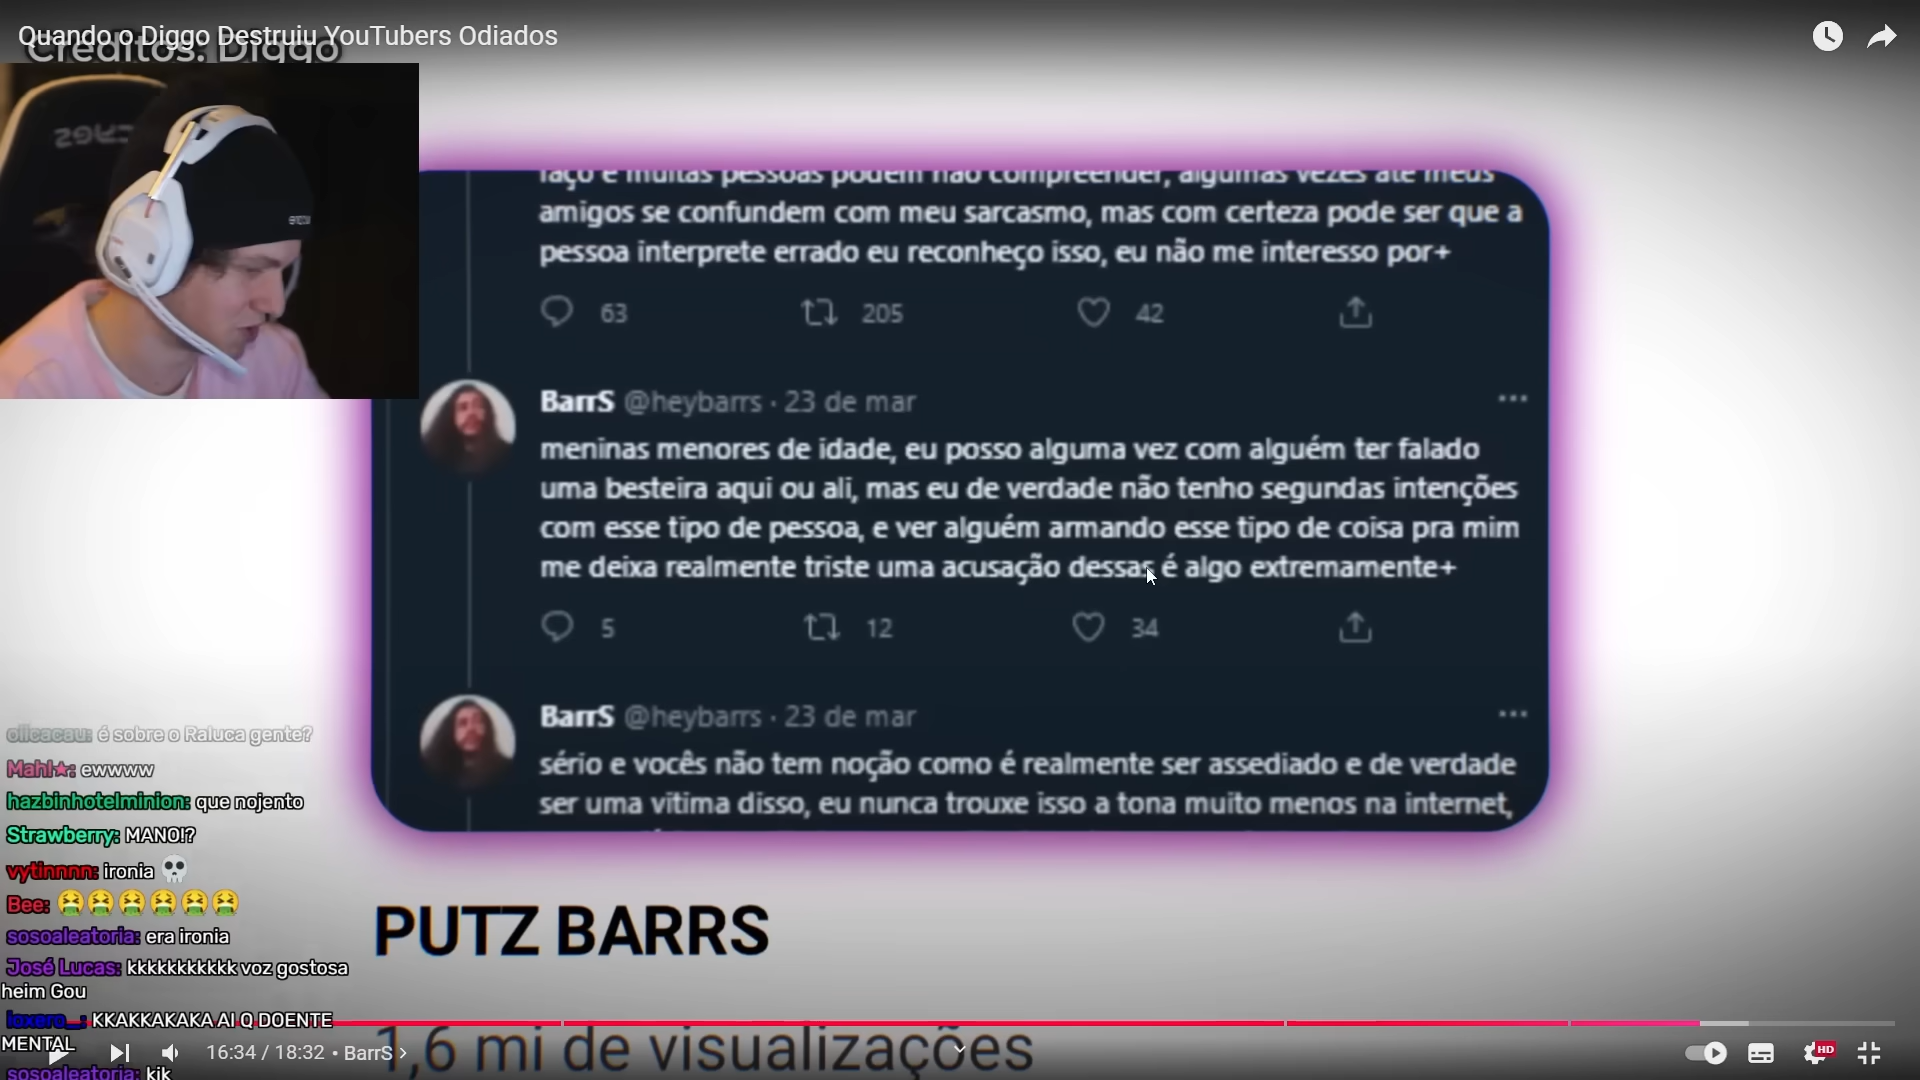 Quando o Diggo Destruiu YouTubers Odiados
Créditos: Diggo
faço e muitas pessoas podem não compreender, algumas vezes até meus
amigos se confundem com meu sarcasmo, mas com certeza pode ser que a
pessoa interprete errado eu reconheço isso, eu não me interesso por+
63 205 42
BarrS @heybarrs · 23 de mar
meninas menores de idade, eu posso alguma vez com alguém ter falado
uma besteira aqui ou ali, mas eu de verdade não tenho segundas intenções
com esse tipo de pessoa, e ver alguém armando esse tipo de coisa pra mim
me deixa realmente triste uma acusação dessas é algo extremamente+
5 12 34
BarrS @heybarrs · 23 de mar
sério e vocês não tem noção como é realmente ser assediado e de verdade
ser uma vitima disso, eu nunca trouxe isso a tona muito menos na internet,
é sobre o Raluca gente?
Mahl★: ewwww
hazbinhotelminion: que nojento
Strawberry: MANO!?
vytinnnn: ironia 💀
Bee: 🤮🤮🤮🤮🤮🤮
sosoaleatoria: era ironia
José Lucas: kkkkkkkkkkk voz gostosa
heim Gou
loxero__: KKAKKAKAKA AI Q DOENTE
MENTAL
sosoaleatoria: kik
PUTZ BARRS
1,6 mi de visualizações
16:34 / 18:32 • BarrS
HD